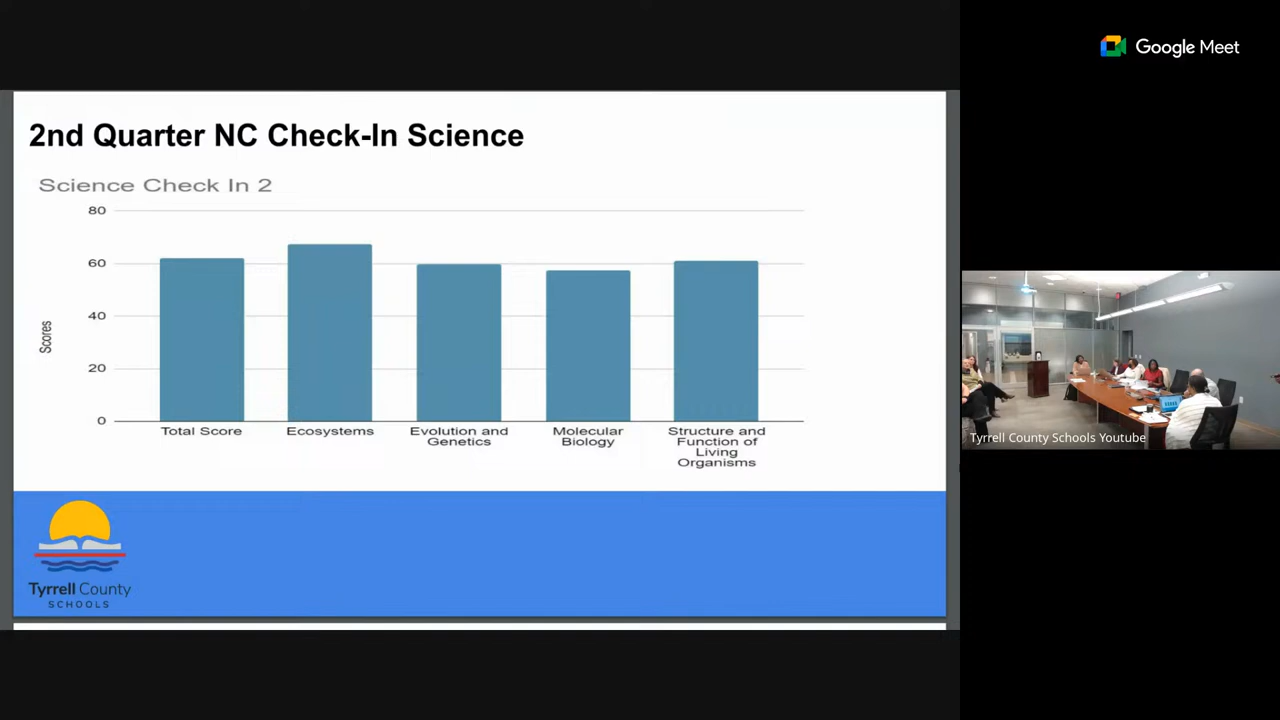 Google Meet
2nd Quarter NC Check-In Science
Science Check In 2
80
60
40
20
0
Scores
Total Score
Ecosystems
Evolution and
Genetics
Molecular
Biology
Structure and
Function of
Living
Organisms
Tyrrell County Schools Youtube
Tyrrell County
SCHOOLS